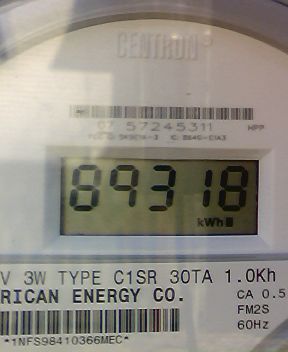 CENTRON®
07 57245311 HPP
89318
kWh
V 3W TYPE C1SR 30TA 1.0Kh
RICAN ENERGY CO. CA 0.5
FM2S
60Hz
*1NFS98410366MEC*